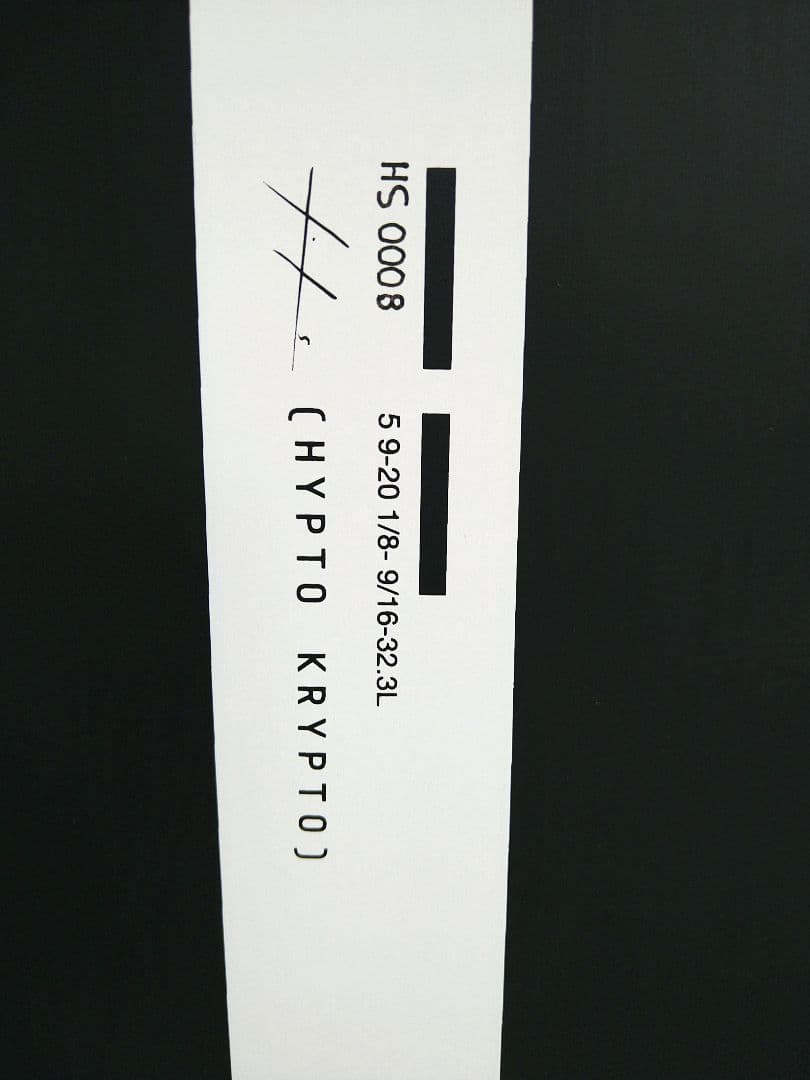 HS 0008 5 9-20 1/8- 9/16-32.3L
(HYPTO KRYPTO)